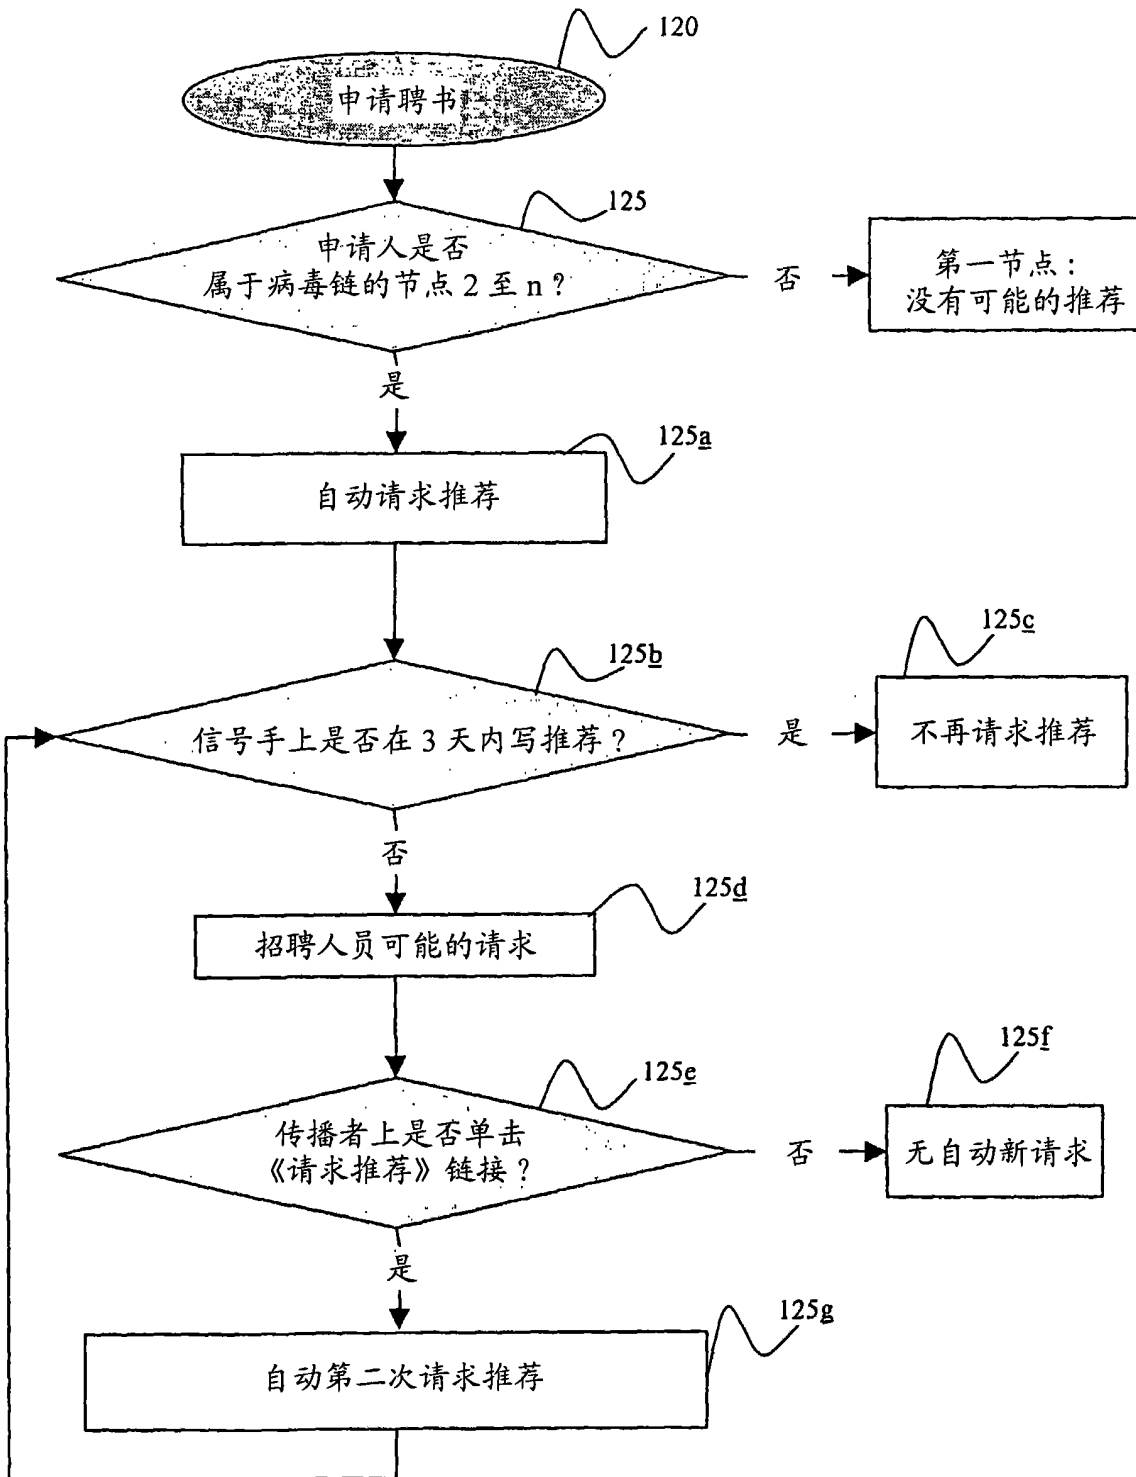 120
申请聘书
125
申请人是否
属于病毒链的节点 2 至 n？
否
第一节点：
没有可能的推荐
是
125a
自动请求推荐
125b
信号手上是否在 3 天内写推荐？
是
125c
不再请求推荐
否
125d
招聘人员可能的请求
125e
传播者上是否单击
《请求推荐》链接？
否
125f
无自动新请求
是
125g
自动第二次请求推荐